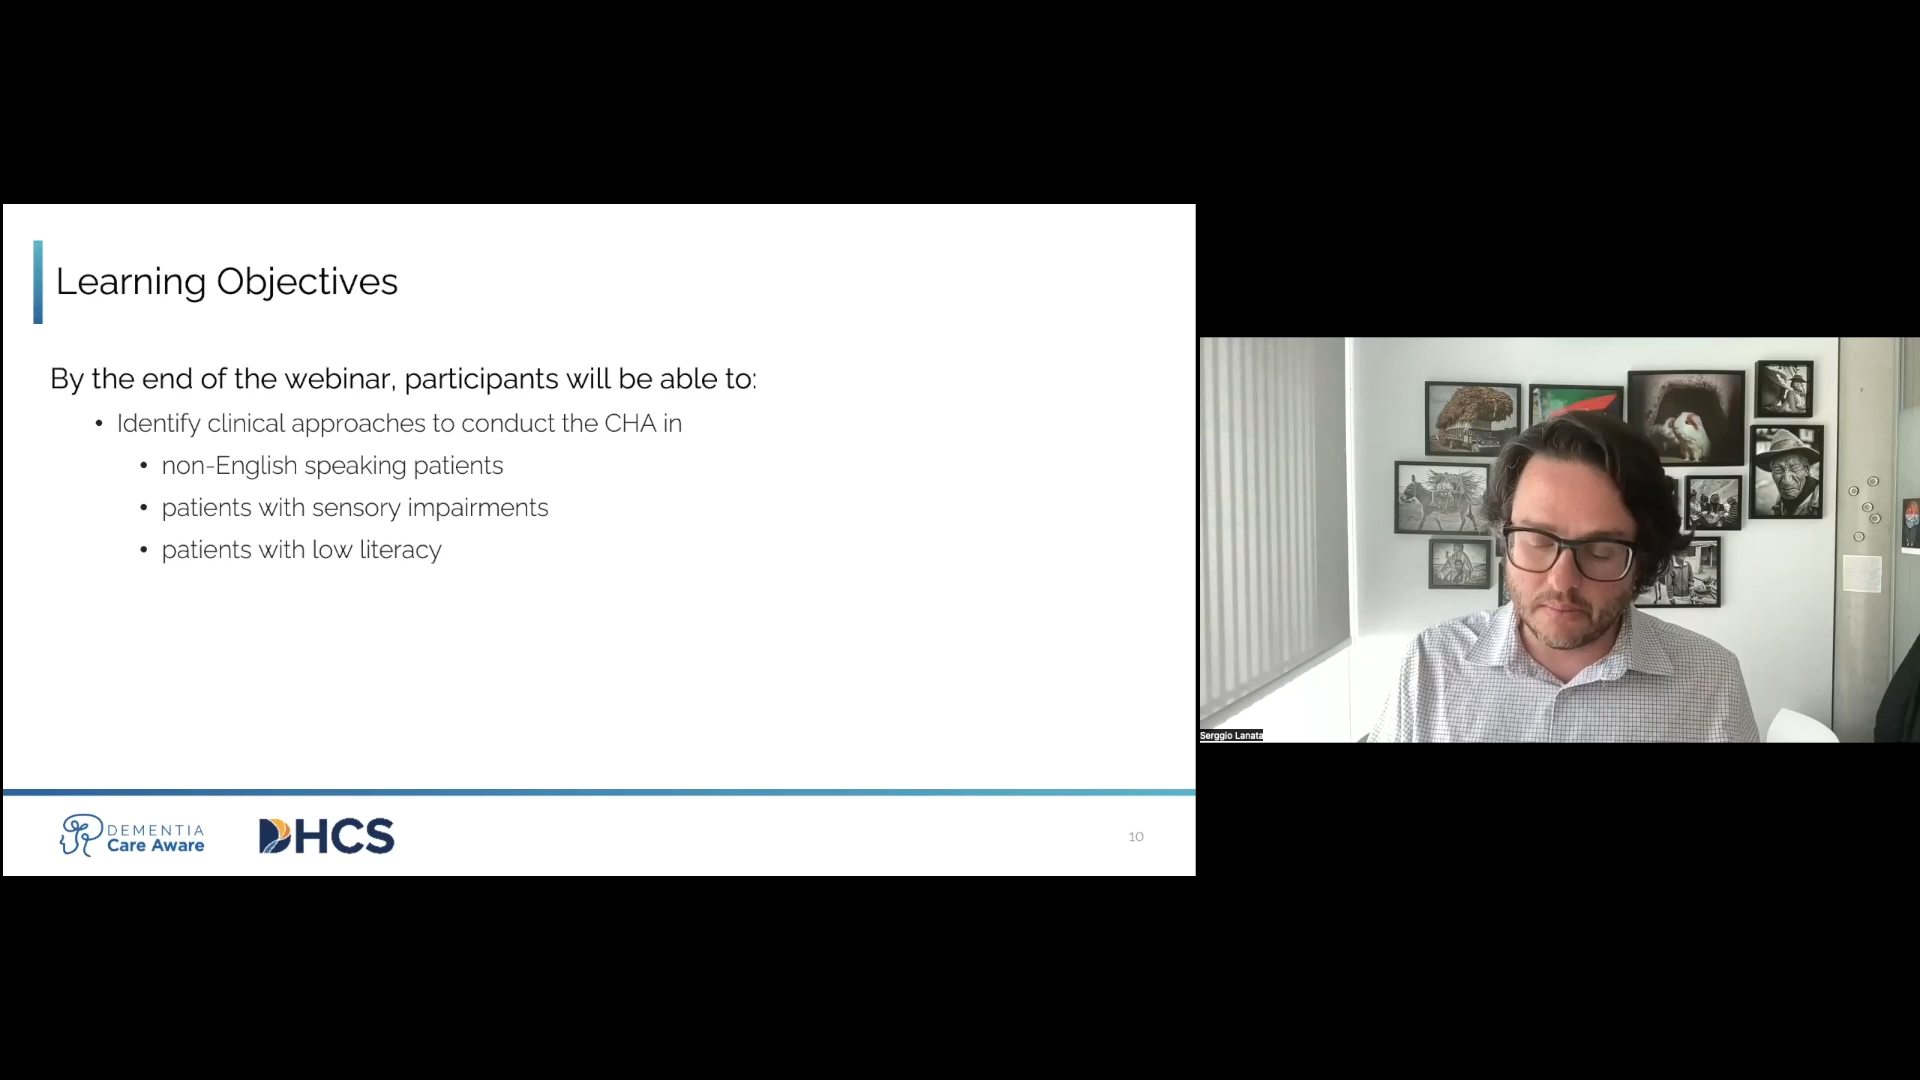 Learning Objectives
By the end of the webinar, participants will be able to:
• Identify clinical approaches to conduct the CHA in
• non-English speaking patients
• patients with sensory impairments
• patients with low literacy
DEMENTIA
Care Aware
DHCS
10
Serggio Lanata